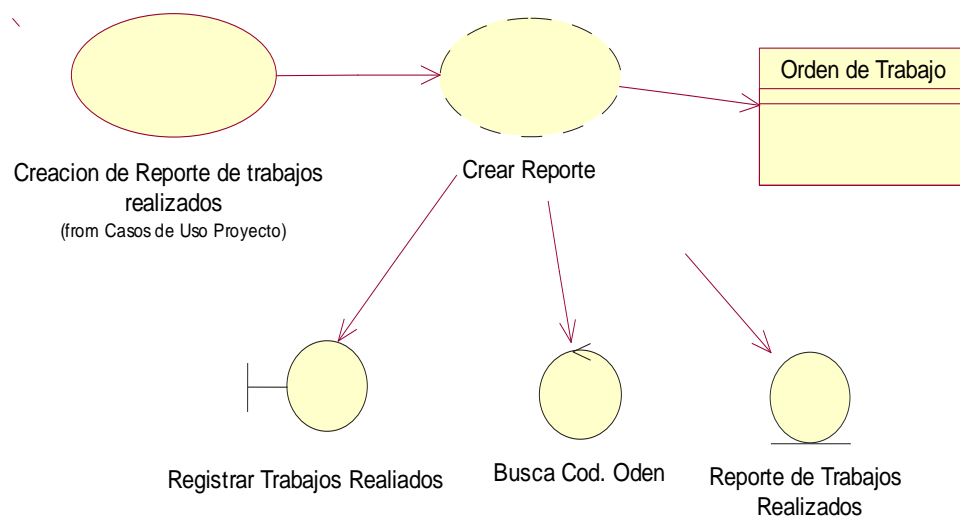 Orden de Trabajo
Creacion de Reporte de trabajos
realizados
(from Casos de Uso Proyecto)
Crear Reporte
Registrar Trabajos Realiados
Busca Cod. Oden
Reporte de Trabajos
Realizados